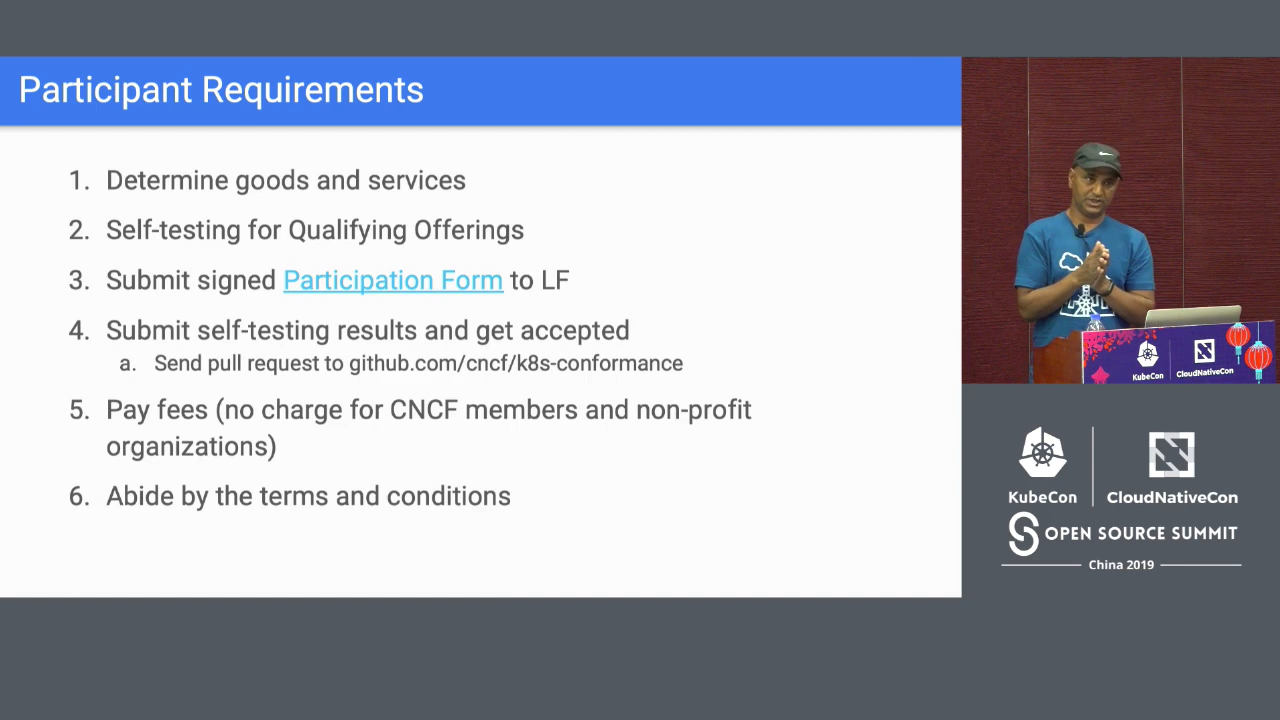 Participant Requirements
1. Determine goods and services
2. Self-testing for Qualifying Offerings
3. Submit signed Participation Form to LF
4. Submit self-testing results and get accepted
a. Send pull request to github.com/cncf/k8s-conformance
5. Pay fees (no charge for CNCF members and non-profit
organizations)
6. Abide by the terms and conditions
KubeCon
CloudNativeCon
KubeCon
CloudNativeCon
OPEN SOURCE SUMMIT
China 2019